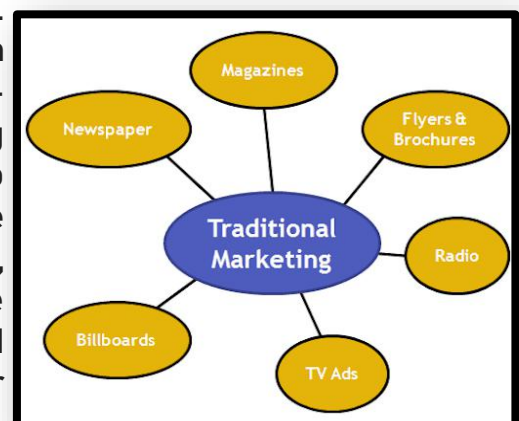 Magazines
Newspaper
Flyers &
Brochures
Traditional
Marketing
Radio
Billboards
TV Ads